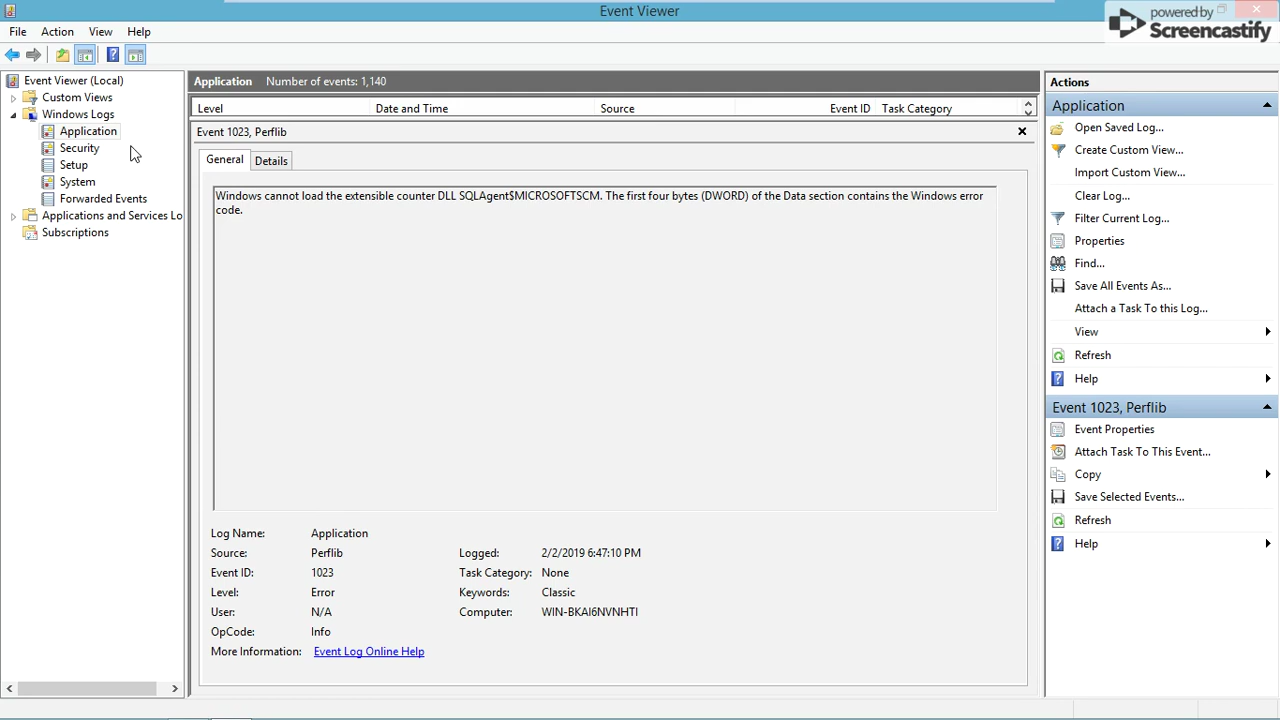 Event Viewer
powered by
Screencastify
File Action View Help
Event Viewer (Local)
Custom Views
Windows Logs
Application
Security
Setup
System
Forwarded Events
Applications and Services Lo
Subscriptions
Application Number of events: 1,140
Level Date and Time Source Event ID Task Category
Event 1023, Perflib
General Details
Windows cannot load the extensible counter DLL SQLAgent$MICROSOFTSCM. The first four bytes (DWORD) of the Data section contains the Windows error
code.
Log Name: Application
Source: Perflib Logged: 2/2/2019 6:47:10 PM
Event ID: 1023 Task Category: None
Level: Error Keywords: Classic
User: N/A Computer: WIN-BKAI6NVNHTI
OpCode: Info
More Information: Event Log Online Help
Actions
Application
Open Saved Log...
Create Custom View...
Import Custom View...
Clear Log...
Filter Current Log...
Properties
Find...
Save All Events As...
Attach a Task To this Log...
View
Refresh
Help
Event 1023, Perflib
Event Properties
Attach Task To This Event...
Copy
Save Selected Events...
Refresh
Help